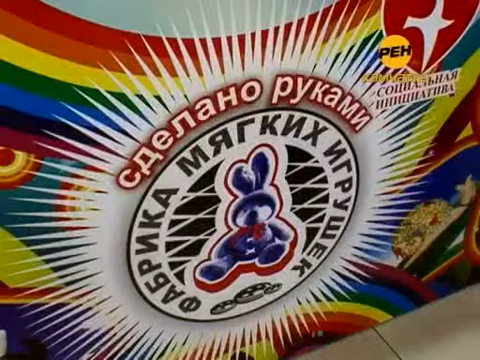 РЕН
СОЦИАЛЬНАЯ
ИНИЦИАТИВА
сделано руками
ФАБРИКА МЯГКИХ ИГРУШЕК